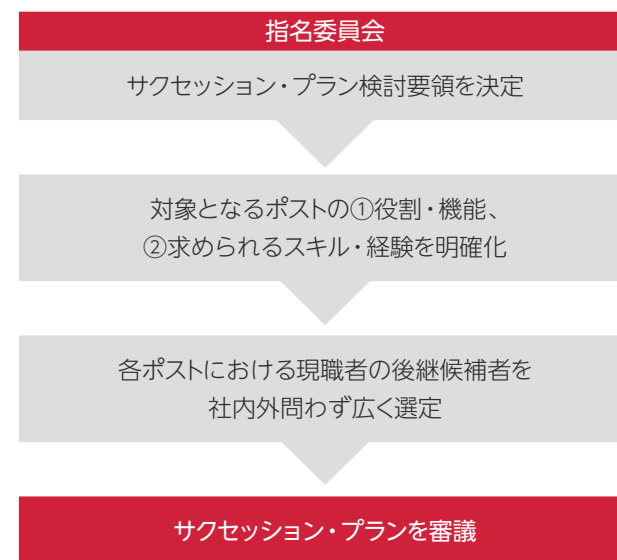 指名委員会
サクセッション・プラン検討要領を決定
対象となるポストの①役割・機能、
②求められるスキル・経験を明確化
各ポストにおける現職者の後継候補者を
社内外問わず広く選定
サクセッション・プランを審議